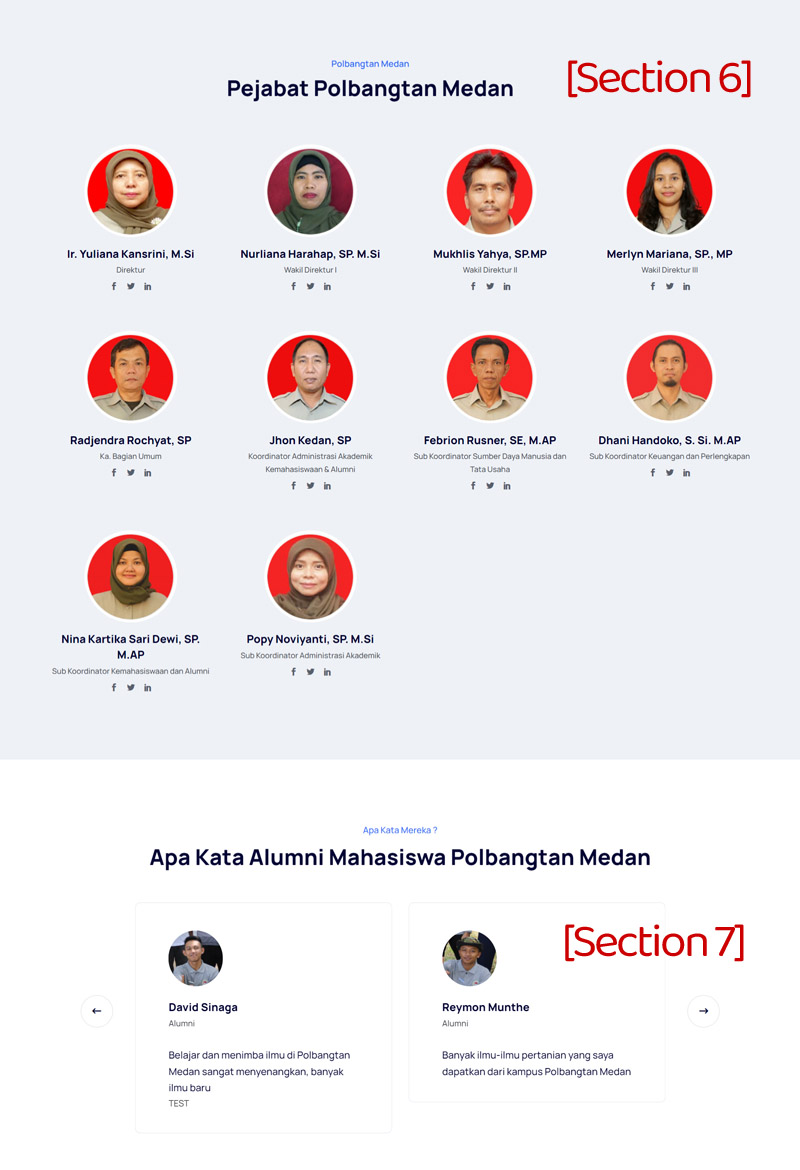 Polbangtan Medan
Pejabat Polbangtan Medan
[Section 6]
Ir. Yuliana Kansrini, M.Si
Direktur
Nurliana Harahap, SP. M.Si
Wakil Direktur I
Mukhlis Yahya, SP.MP
Wakil Direktur II
Merlyn Mariana, SP., MP
Wakil Direktur III
Radjendra Rochyat, SP
Ka. Bagian Umum
Jhon Kedan, SP
Koordinator Administrasi Akademik
Kemahasiswaan & Alumni
Febrion Rusner, SE, M.AP
Sub Koordinator Sumber Daya Manusia dan
Tata Usaha
Dhani Handoko, S. Si. M.AP
Sub Koordinator Keuangan dan Perlengkapan
Nina Kartika Sari Dewi, SP.
M.AP
Sub Koordinator Kemahasiswaan dan Alumni
Popy Noviyanti, SP. M.Si
Sub Koordinator Administrasi Akademik
Apa Kata Mereka ?
Apa Kata Alumni Mahasiswa Polbangtan Medan
[Section 7]
David Sinaga
Alumni
Belajar dan menimba ilmu di Polbangtan
Medan sangat menyenangkan, banyak
ilmu baru
TEST
Reymon Munthe
Alumni
Banyak ilmu-ilmu pertanian yang saya
dapatkan dari kampus Polbangtan Medan